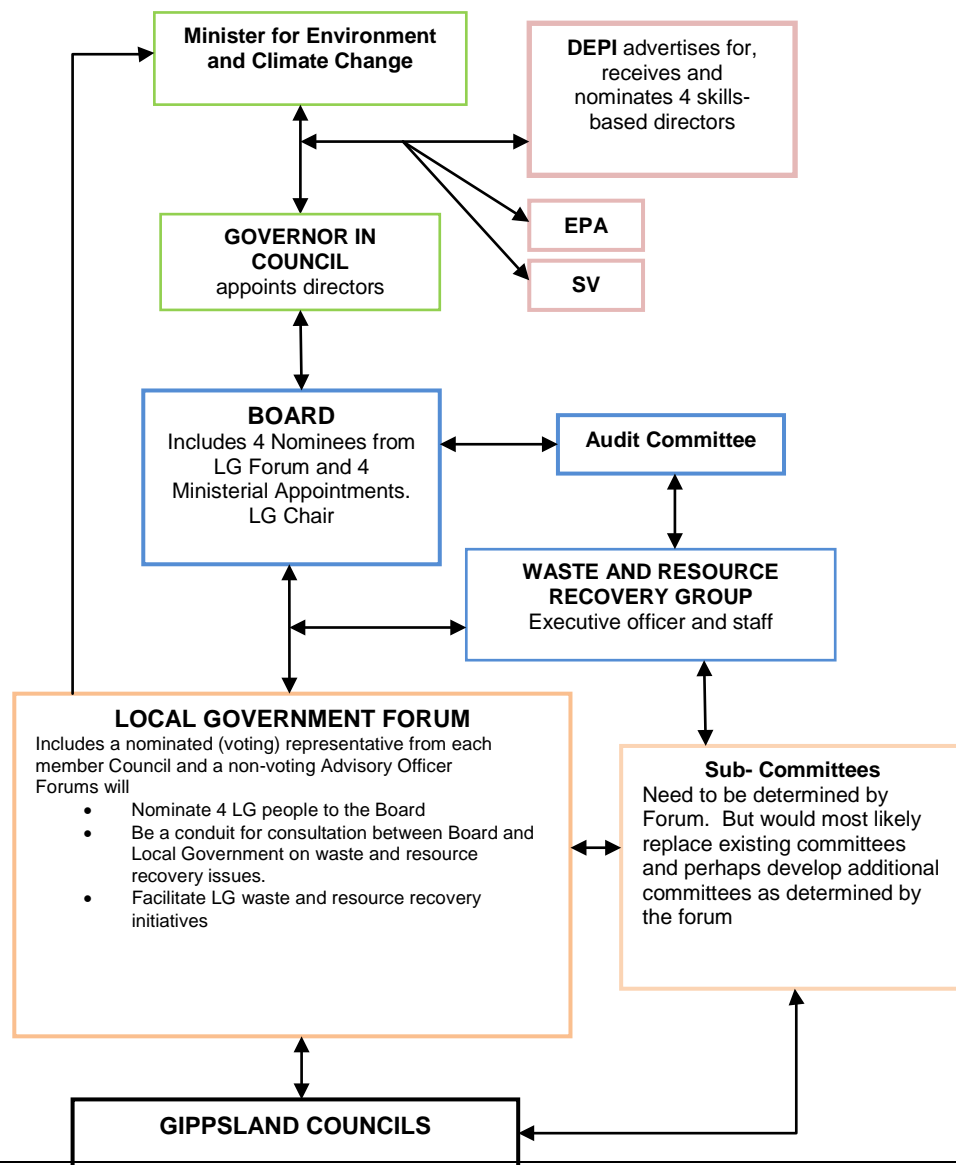 Minister for Environment
and Climate Change
DEPI advertises for,
receives and
nominates 4 skills-
based directors
EPA
GOVERNOR IN
COUNCIL
appoints directors
SV
BOARD
Includes 4 Nominees from
LG Forum and 4
Ministerial Appointments.
LG Chair
Audit Committee
WASTE AND RESOURCE
RECOVERY GROUP
Executive officer and staff
LOCAL GOVERNMENT FORUM
Includes a nominated (voting) representative from each
member Council and a non-voting Advisory Officer
Forums will
• Nominate 4 LG people to the Board
• Be a conduit for consultation between Board and
Local Government on waste and resource
recovery issues.
• Facilitate LG waste and resource recovery
initiatives
Sub- Committees
Need to be determined by
Forum.  But would most likely
replace existing committees
and perhaps develop additional
committees as determined by
the forum
GIPPSLAND COUNCILS